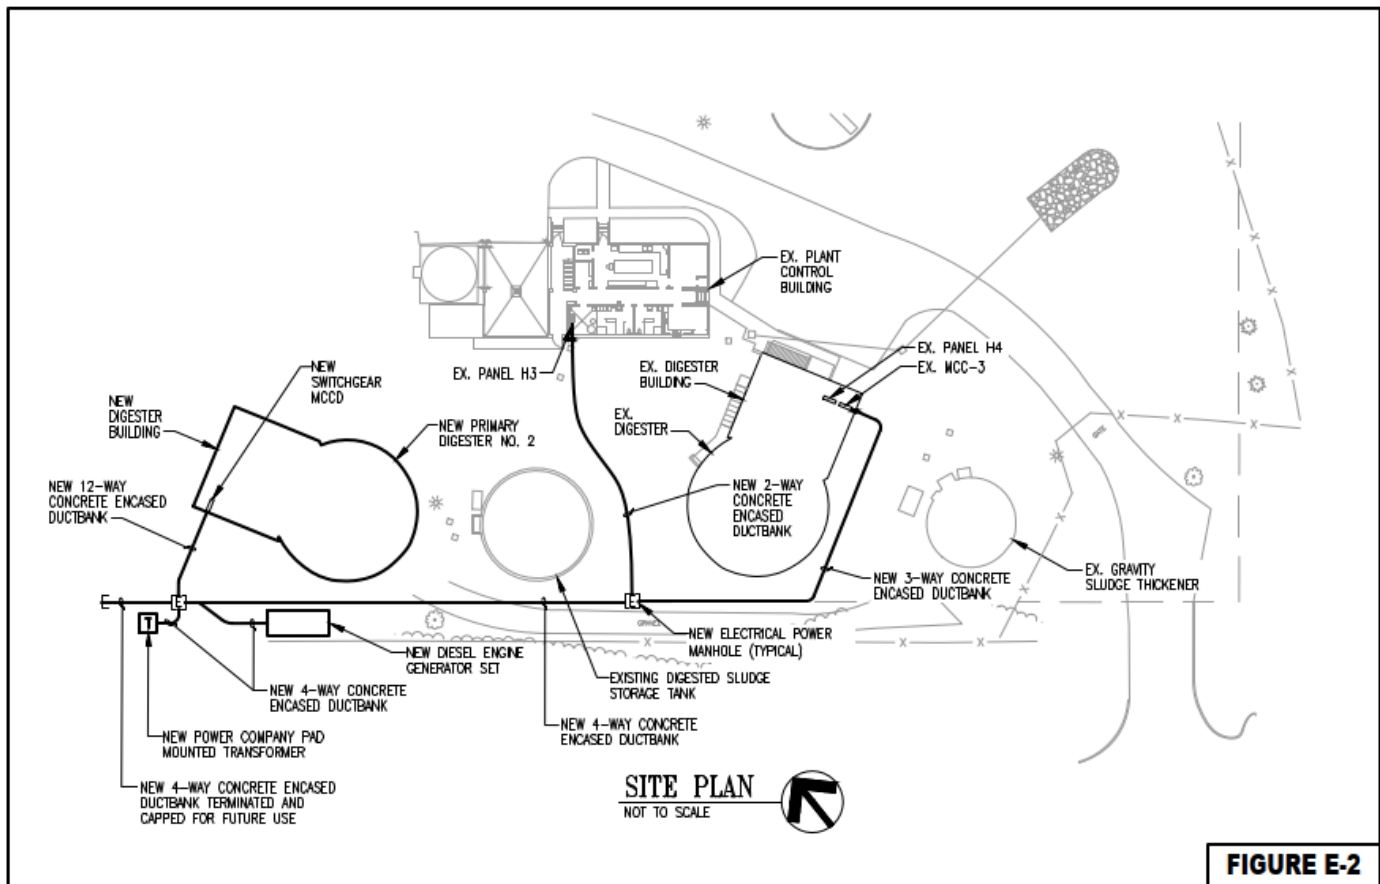 EX. PLANT
CONTROL
BUILDING
EX. PANEL H4
EX. MCC-3
EX. PANEL H3
EX. DIGESTER
BUILDING
EX.
DIGESTER
NEW
SWITCHGEAR
MCCD
NEW
DIGESTER
BUILDING
NEW PRIMARY
DIGESTER NO. 2
NEW 12-WAY
CONCRETE ENCASED
DUCTBANK
NEW 2-WAY
CONCRETE
ENCASED
DUCTBANK
GATE
NEW 3-WAY CONCRETE
ENCASED DUCTBANK
EX. GRAVITY
SLUDGE THICKENER
E
E
E
T
NEW ELECTRICAL POWER
MANHOLE (TYPICAL)
NEW DIESEL ENGINE
GENERATOR SET
EXISTING DIGESTED SLUDGE
STORAGE TANK
NEW 4-WAY CONCRETE
ENCASED DUCTBANK
NEW 4-WAY CONCRETE
ENCASED DUCTBANK
NEW POWER COMPANY PAD
MOUNTED TRANSFORMER
NEW 4-WAY CONCRETE ENCASED
DUCTBANK TERMINATED AND
CAPPED FOR FUTURE USE
SITE PLAN
NOT TO SCALE
FIGURE E-2